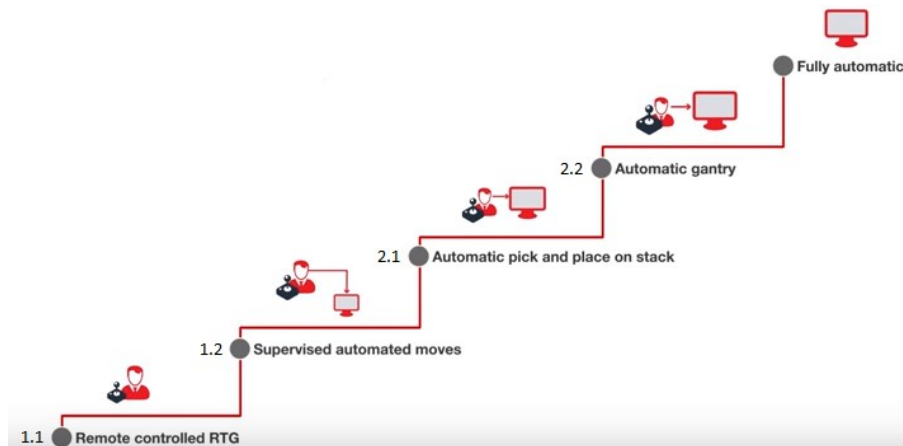 Fully automatic
2.2 Automatic gantry
2.1 Automatic pick and place on stack
1.2 Supervised automated moves
1.1 Remote controlled RTG